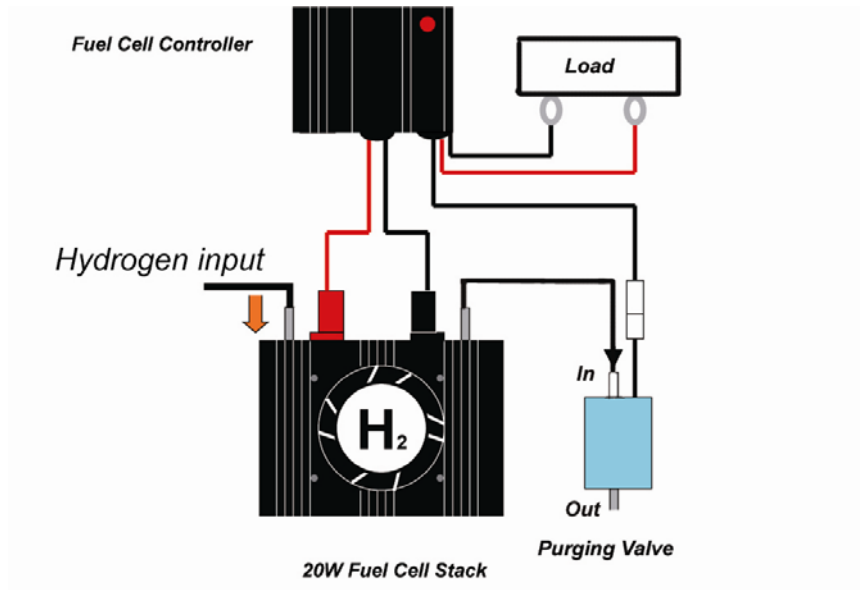 Fuel Cell Controller
Load
Hydrogen input
H2
In
Out
Purging Valve
20W Fuel Cell Stack